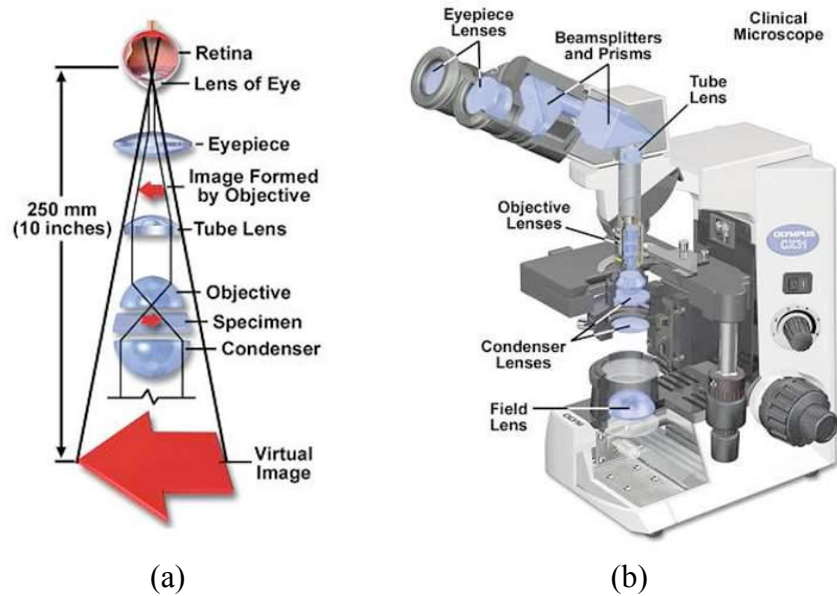 Retina
Lens of Eye
Eyepiece
Image Formed
by Objective
250 mm
(10 inches)
Tube Lens
Objective
Specimen
Condenser
Virtual
Image
(a)
Eyepiece
Lenses
Beamsplitters
and Prisms
Clinical
Microscope
Tube
Lens
Objective
Lenses
OLYMPUS
CX31
Condenser
Lenses
Field
Lens
(b)